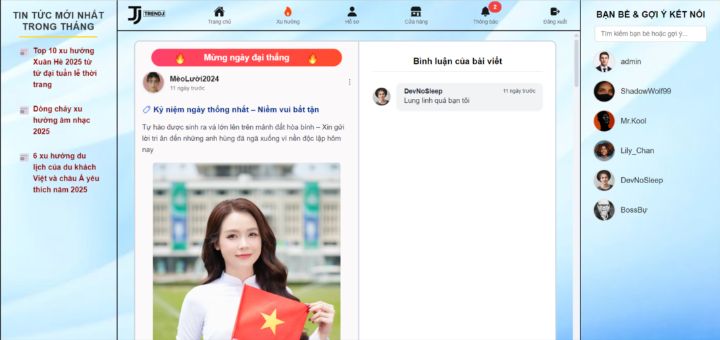 TIN TỨC MỚI NHẤT
TRONG THÁNG
Top 10 xu hướng
Xuân Hè 2025 từ
từ đại tuần lễ thời
trang
Dòng chảy xu
hướng âm nhạc
2025
6 xu hướng du
lịch của du khách
Việt và châu Á yêu
thích năm 2025
TJ TRENDJ
Trang chủ
Xu hướng
Hồ sơ
Cửa hàng
2
Thông báo
Đăng xuất
Mừng ngày đại thắng
MèoLười2024
11 ngày trước
Kỷ niệm ngày thống nhất – Niềm vui bất tận
Tự hào được sinh ra và lớn lên trên mảnh đất hòa bình – Xin gửi
lời tri ân đến những anh hùng đã ngã xuống vì nền độc lập hôm
nay
Bình luận của bài viết
DevNoSleep 11 ngày trước
Lung linh quá bạn tôi
BẠN BÈ & GỢI Ý KẾT NỐI
Tìm kiếm bạn bè hoặc gợi ý...
admin
ShadowWolf99
Mr.Kool
Lily_Chan
DevNoSleep
BossBự